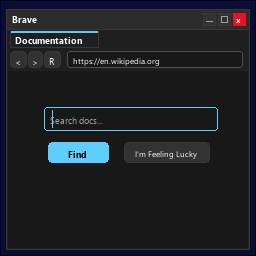 Brave
Documentation
< > R https://en.wikipedia.org
Search docs...
Find I'm Feeling Lucky